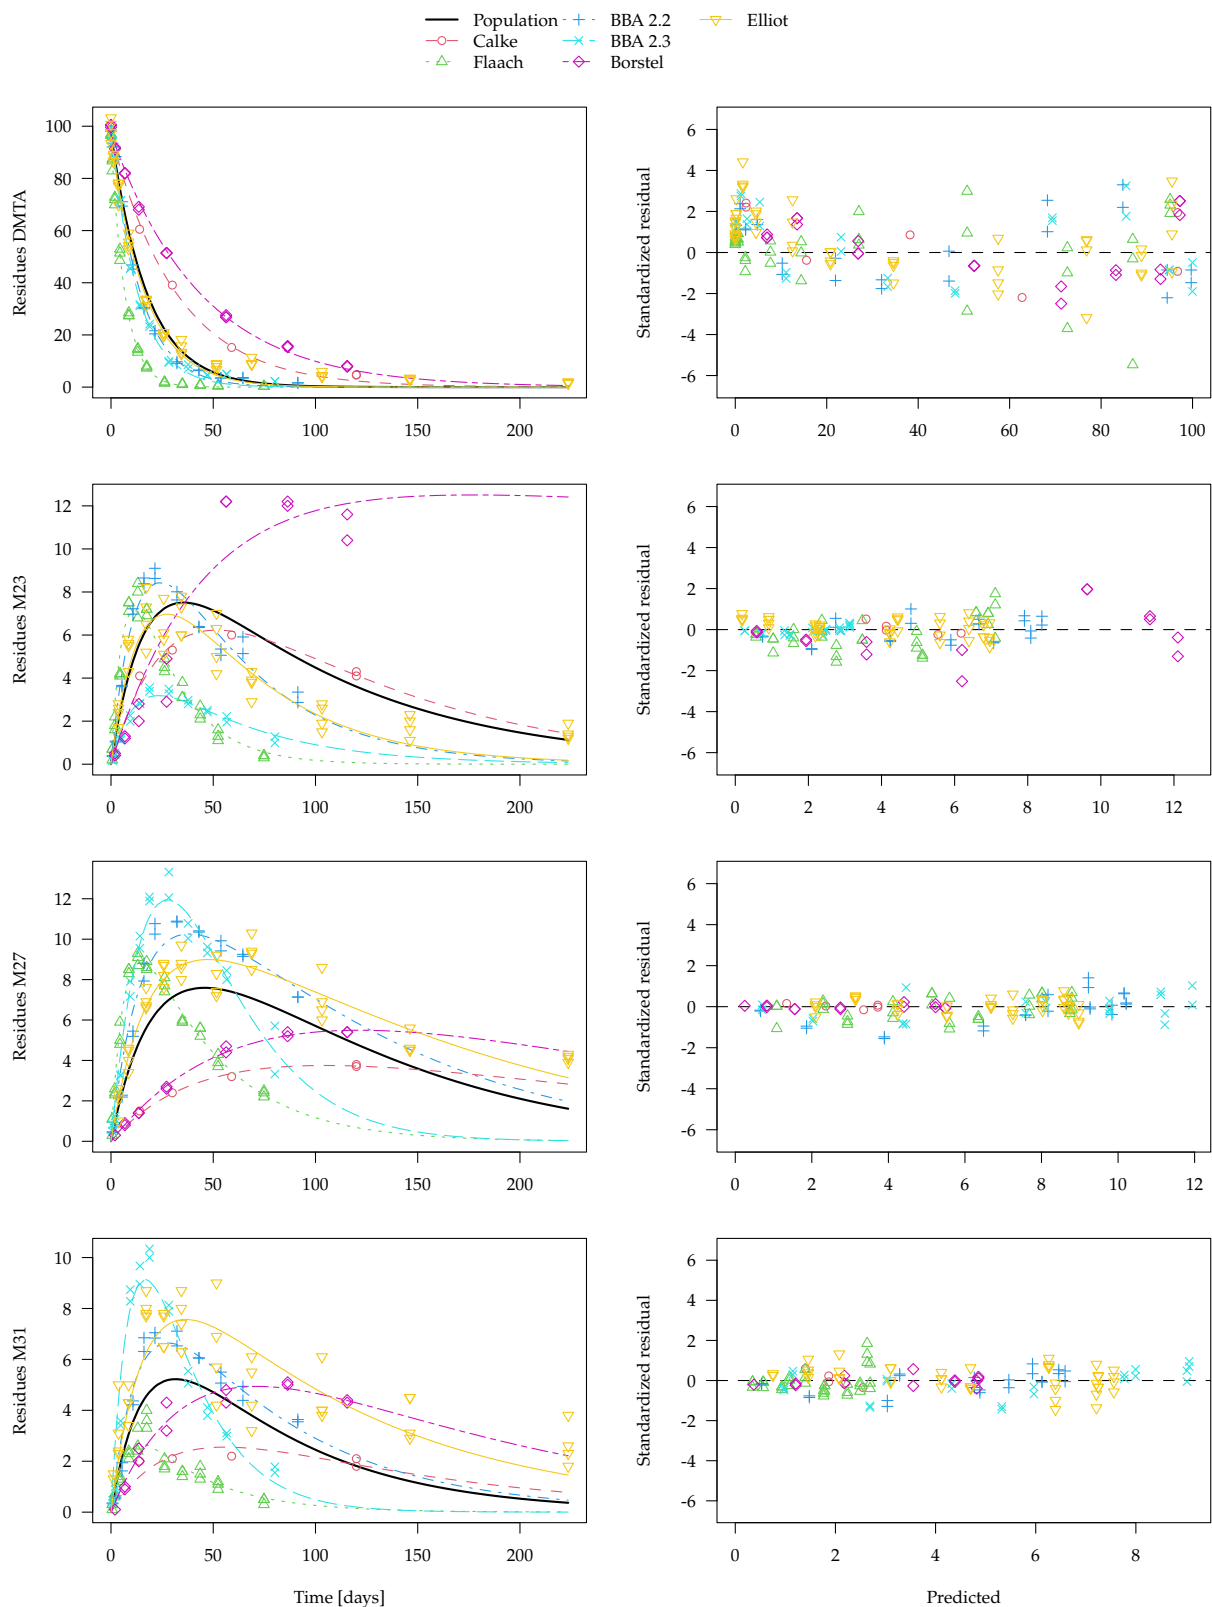 Population BBA 2.2 Elliot
Calke BBA 2.3
Flaach Borstel
Residues DMTA
100
80
60
40
20
0
0 50 100 150 200
Standardized residual
6
4
2
0
-2
-4
-6
0 20 40 60 80 100
Residues M23
12
10
8
6
4
2
0
0 50 100 150 200
Standardized residual
6
4
2
0
-2
-4
-6
0 2 4 6 8 10 12
Residues M27
12
10
8
6
4
2
0
0 50 100 150 200
Standardized residual
6
4
2
0
-2
-4
-6
0 2 4 6 8 10 12
Residues M31
10
8
6
4
2
0
0 50 100 150 200
Time [days]
Standardized residual
6
4
2
0
-2
-4
-6
0 2 4 6 8
Predicted